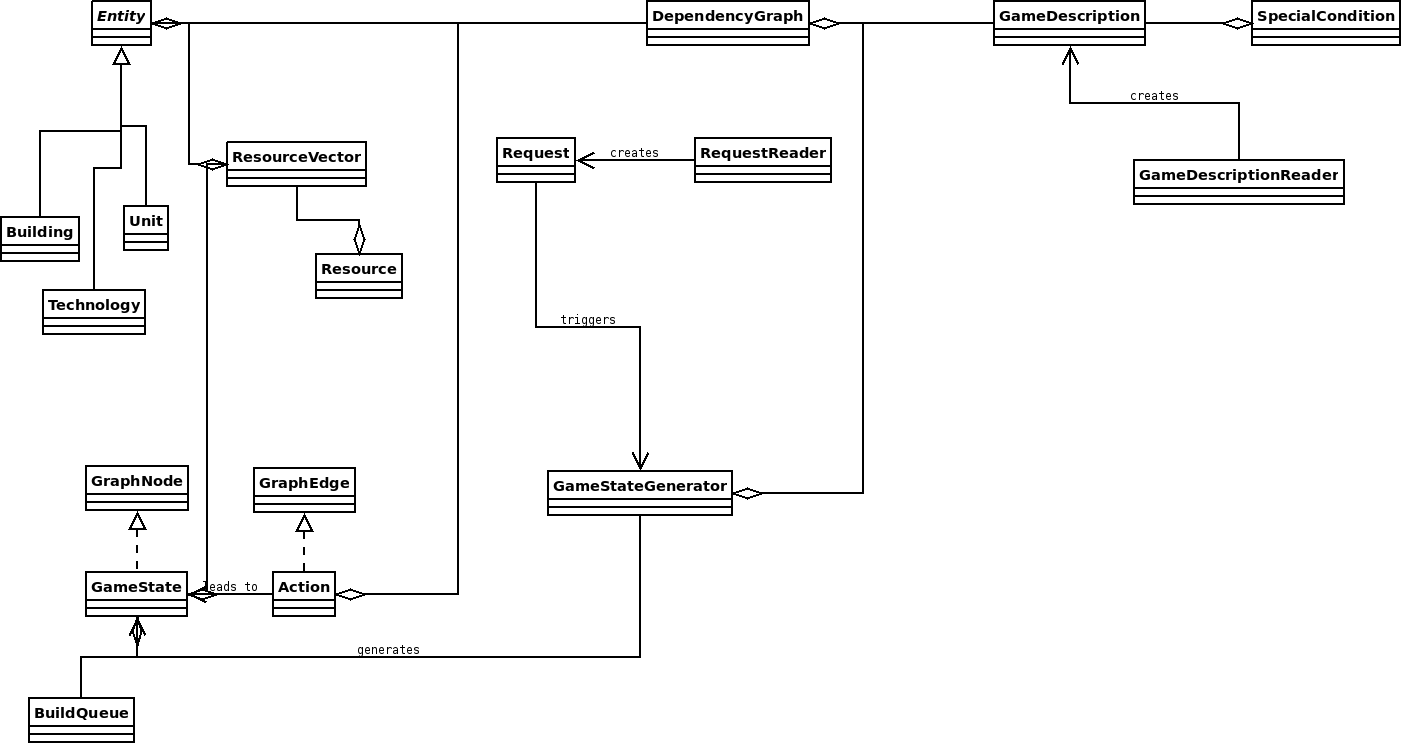 Entity
DependencyGraph
GameDescription
SpecialCondition
creates
ResourceVector
Request
creates
RequestReader
GameDescriptionReader
Building
Unit
Resource
Technology
triggers
GraphNode
GraphEdge
GameStateGenerator
GameState
leads to
Action
generates
BuildQueue